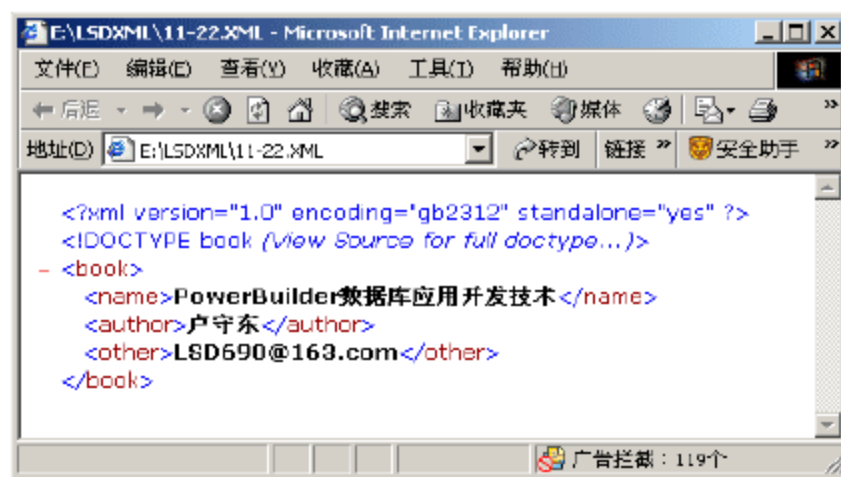 E:\LSDXML\11-22.XML - Microsoft Internet Explorer
文件(F) 编辑(E) 查看(V) 收藏(A) 工具(T) 帮助(H)
后退 搜索 收藏夹 媒体 »
地址(D) E:\LSDXML\11-22.XML 转到 链接 » 安全助手 »
<?xml version="1.0" encoding="gb2312" standalone="yes" ?>
<!DOCTYPE book (View Source for full doctype...)>
- <book>
<name>PowerBuilder数据库应用开发技术</name>
<author>卢守东</author>
<other>LSD690@163.com</other>
</book>
广告拦截：119个